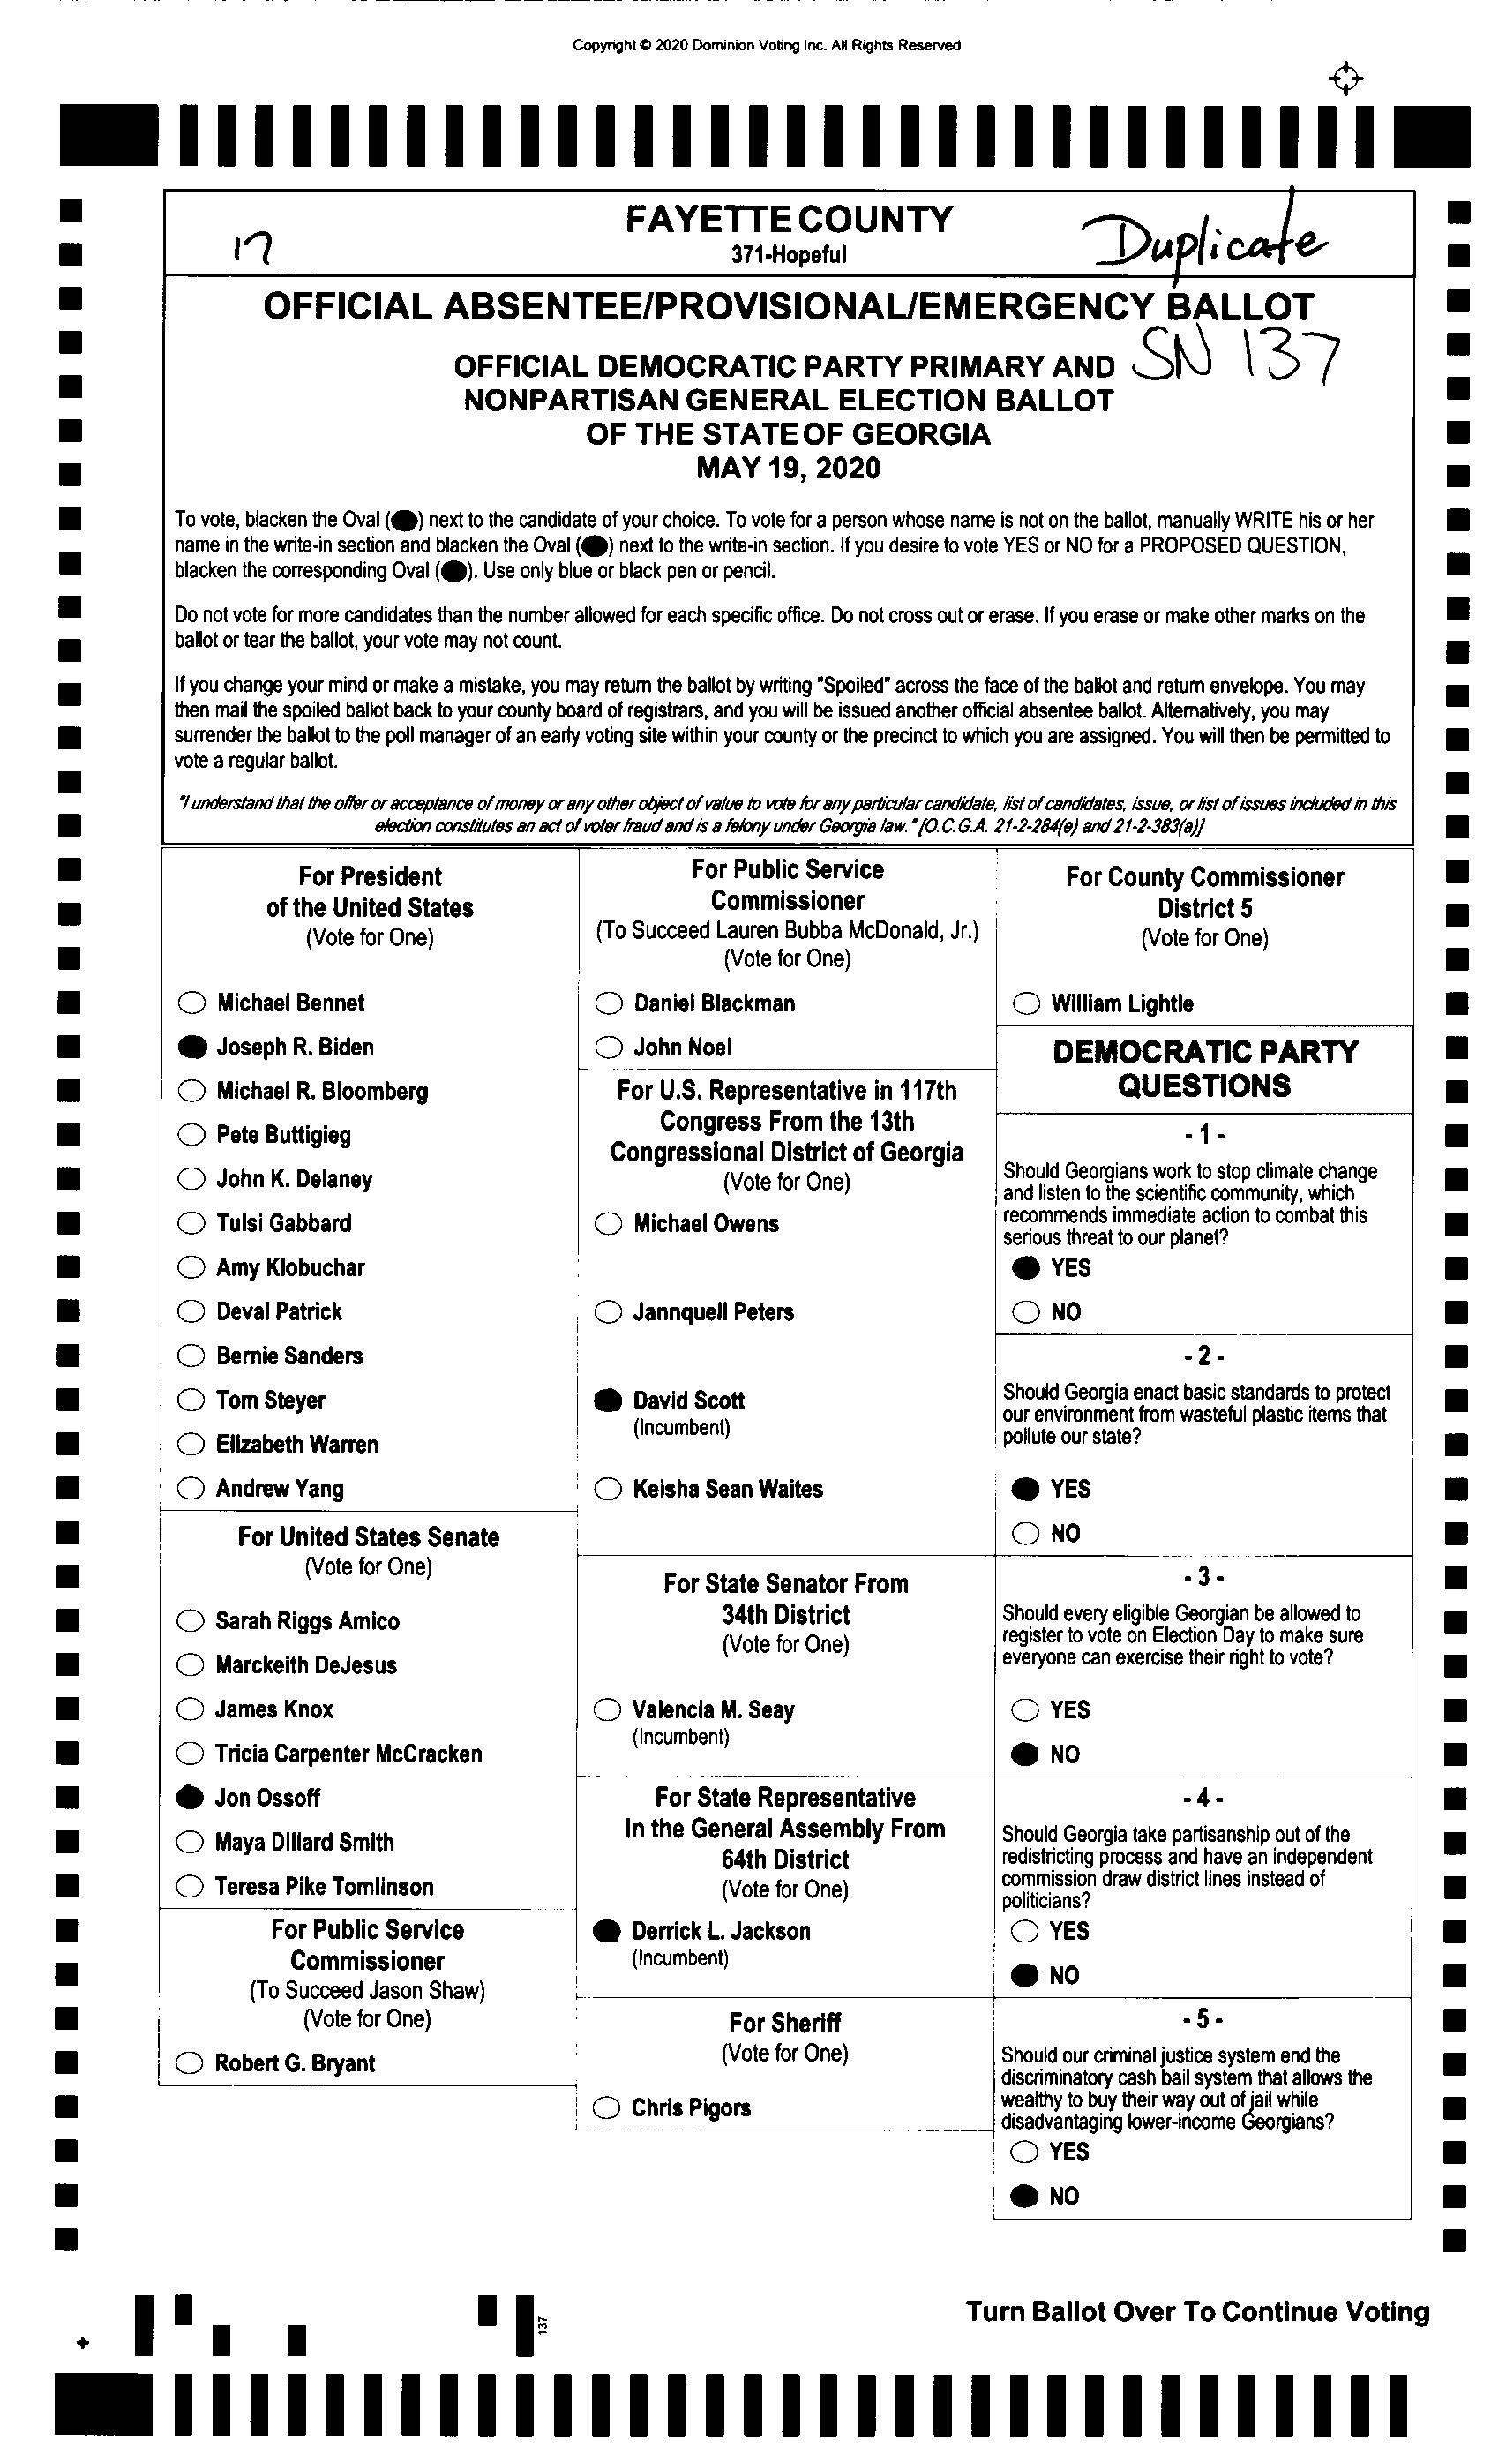 Copyright © 2020 Dominion Voting Inc. All Rights Reserved
FAYETTE COUNTY
371-Hopeful
17
Duplicate
OFFICIAL ABSENTEE/PROVISIONAL/EMERGENCY BALLOT
SN 137
OFFICIAL DEMOCRATIC PARTY PRIMARY AND
NONPARTISAN GENERAL ELECTION BALLOT
OF THE STATE OF GEORGIA
MAY 19, 2020
To vote, blacken the Oval (●) next to the candidate of your choice. To vote for a person whose name is not on the ballot, manually WRITE his or her
name in the write-in section and blacken the Oval (●) next to the write-in section. If you desire to vote YES or NO for a PROPOSED QUESTION,
blacken the corresponding Oval (●). Use only blue or black pen or pencil.
Do not vote for more candidates than the number allowed for each specific office. Do not cross out or erase. If you erase or make other marks on the
ballot or tear the ballot, your vote may not count.
If you change your mind or make a mistake, you may return the ballot by writing "Spoiled" across the face of the ballot and return envelope. You may
then mail the spoiled ballot back to your county board of registrars, and you will be issued another official absentee ballot. Alternatively, you may
surrender the ballot to the poll manager of an early voting site within your county or the precinct to which you are assigned. You will then be permitted to
vote a regular ballot.
"I understand that the offer or acceptance of money or any other object of value to vote for any particular candidate, list of candidates, issue, or list of issues included in this
election constitutes an act of voter fraud and is a felony under Georgia law." [O.C.G.A. 21-2-284(e) and 21-2-383(a)]
For President
of the United States
(Vote for One)
Michael Bennet
Joseph R. Biden
Michael R. Bloomberg
Pete Buttigieg
John K. Delaney
Tulsi Gabbard
Amy Klobuchar
Deval Patrick
Bernie Sanders
Tom Steyer
Elizabeth Warren
Andrew Yang
For United States Senate
(Vote for One)
Sarah Riggs Amico
Marckeith DeJesus
James Knox
Tricia Carpenter McCracken
Jon Ossoff
Maya Dillard Smith
Teresa Pike Tomlinson
For Public Service
Commissioner
(To Succeed Jason Shaw)
(Vote for One)
Robert G. Bryant
For Public Service
Commissioner
(To Succeed Lauren Bubba McDonald, Jr.)
(Vote for One)
Daniel Blackman
John Noel
For U.S. Representative in 117th
Congress From the 13th
Congressional District of Georgia
(Vote for One)
Michael Owens
Jannquell Peters
David Scott
(Incumbent)
Keisha Sean Waites
For State Senator From
34th District
(Vote for One)
Valencia M. Seay
(Incumbent)
For State Representative
In the General Assembly From
64th District
(Vote for One)
Derrick L. Jackson
(Incumbent)
For Sheriff
(Vote for One)
Chris Pigors
For County Commissioner
District 5
(Vote for One)
William Lightle
DEMOCRATIC PARTY
QUESTIONS
- 1 -
Should Georgians work to stop climate change
and listen to the scientific community, which
recommends immediate action to combat this
serious threat to our planet?
YES
NO
- 2 -
Should Georgia enact basic standards to protect
our environment from wasteful plastic items that
pollute our state?
YES
NO
- 3 -
Should every eligible Georgian be allowed to
register to vote on Election Day to make sure
everyone can exercise their right to vote?
YES
NO
- 4 -
Should Georgia take partisanship out of the
redistricting process and have an independent
commission draw district lines instead of
politicians?
YES
NO
- 5 -
Should our criminal justice system end the
discriminatory cash bail system that allows the
wealthy to buy their way out of jail while
disadvantaging lower-income Georgians?
YES
NO
Turn Ballot Over To Continue Voting
137